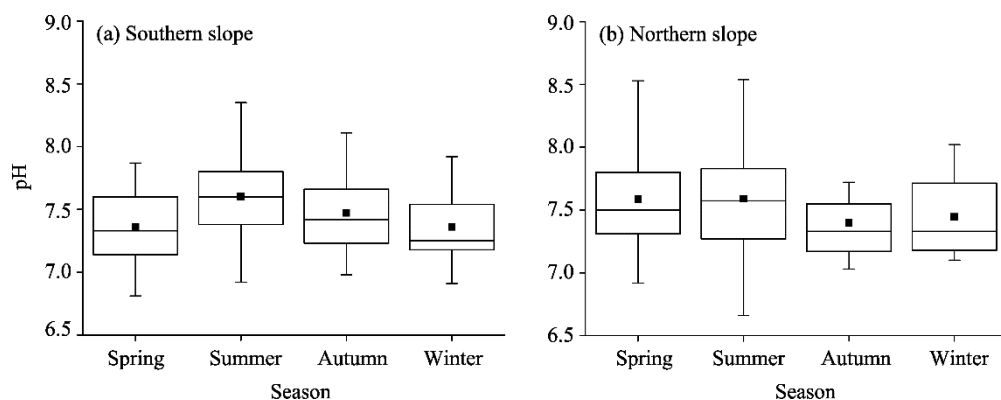 (a) Southern slope
pH
9.0
8.5
8.0
7.5
7.0
6.5
Spring Summer Autumn Winter
Season
(b) Northern slope
9.0
8.5
8.0
7.5
7.0
6.5
Spring Summer Autumn Winter
Season